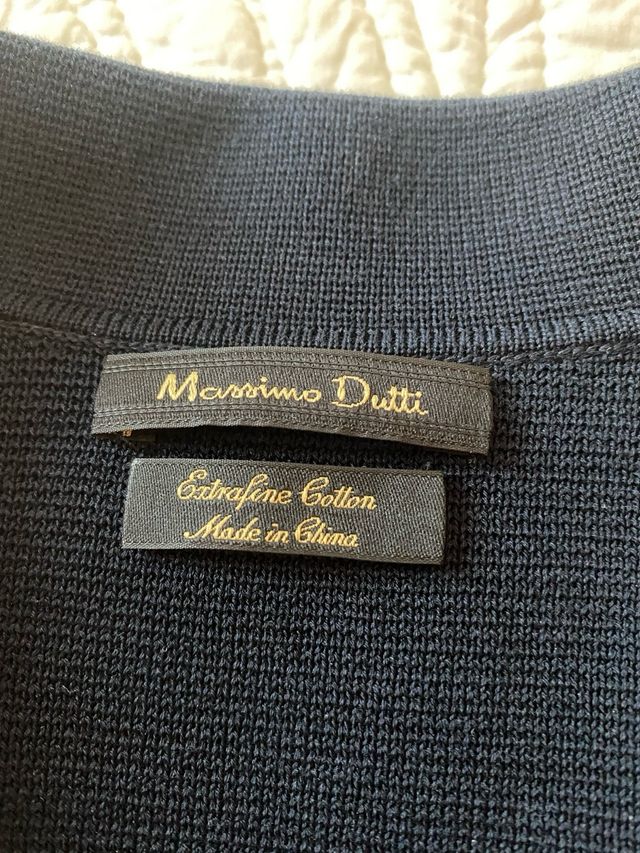 Massimo Dutti
Extrafine Cotton
Made in China